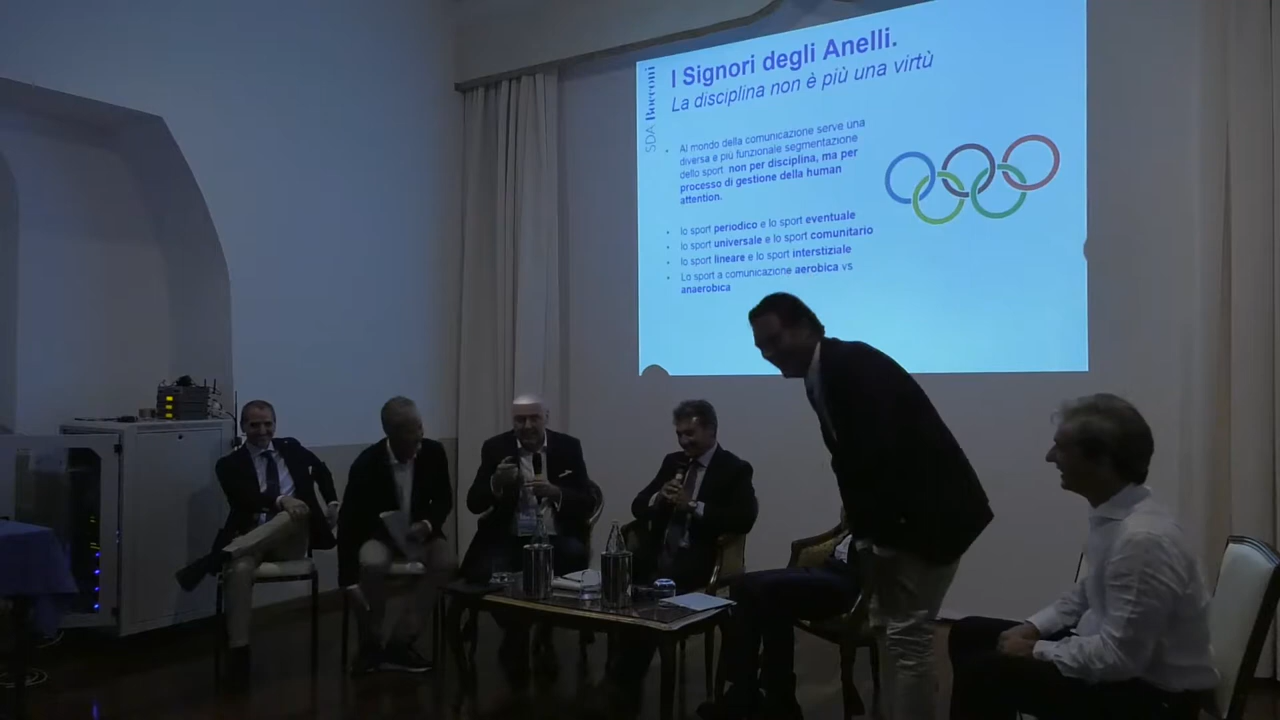 SDA Bocconi
I Signori degli Anelli.
La disciplina non è più una virtù
Al mondo della comunicazione serve una
diversa e più funzionale segmentazione
dello sport non per disciplina, ma per
processo di gestione della human
attention.
lo sport periodico e lo sport eventuale
lo sport universale e lo sport comunitario
lo sport lineare e lo sport interstiziale
Lo sport a comunicazione aerobica vs
anaerobica